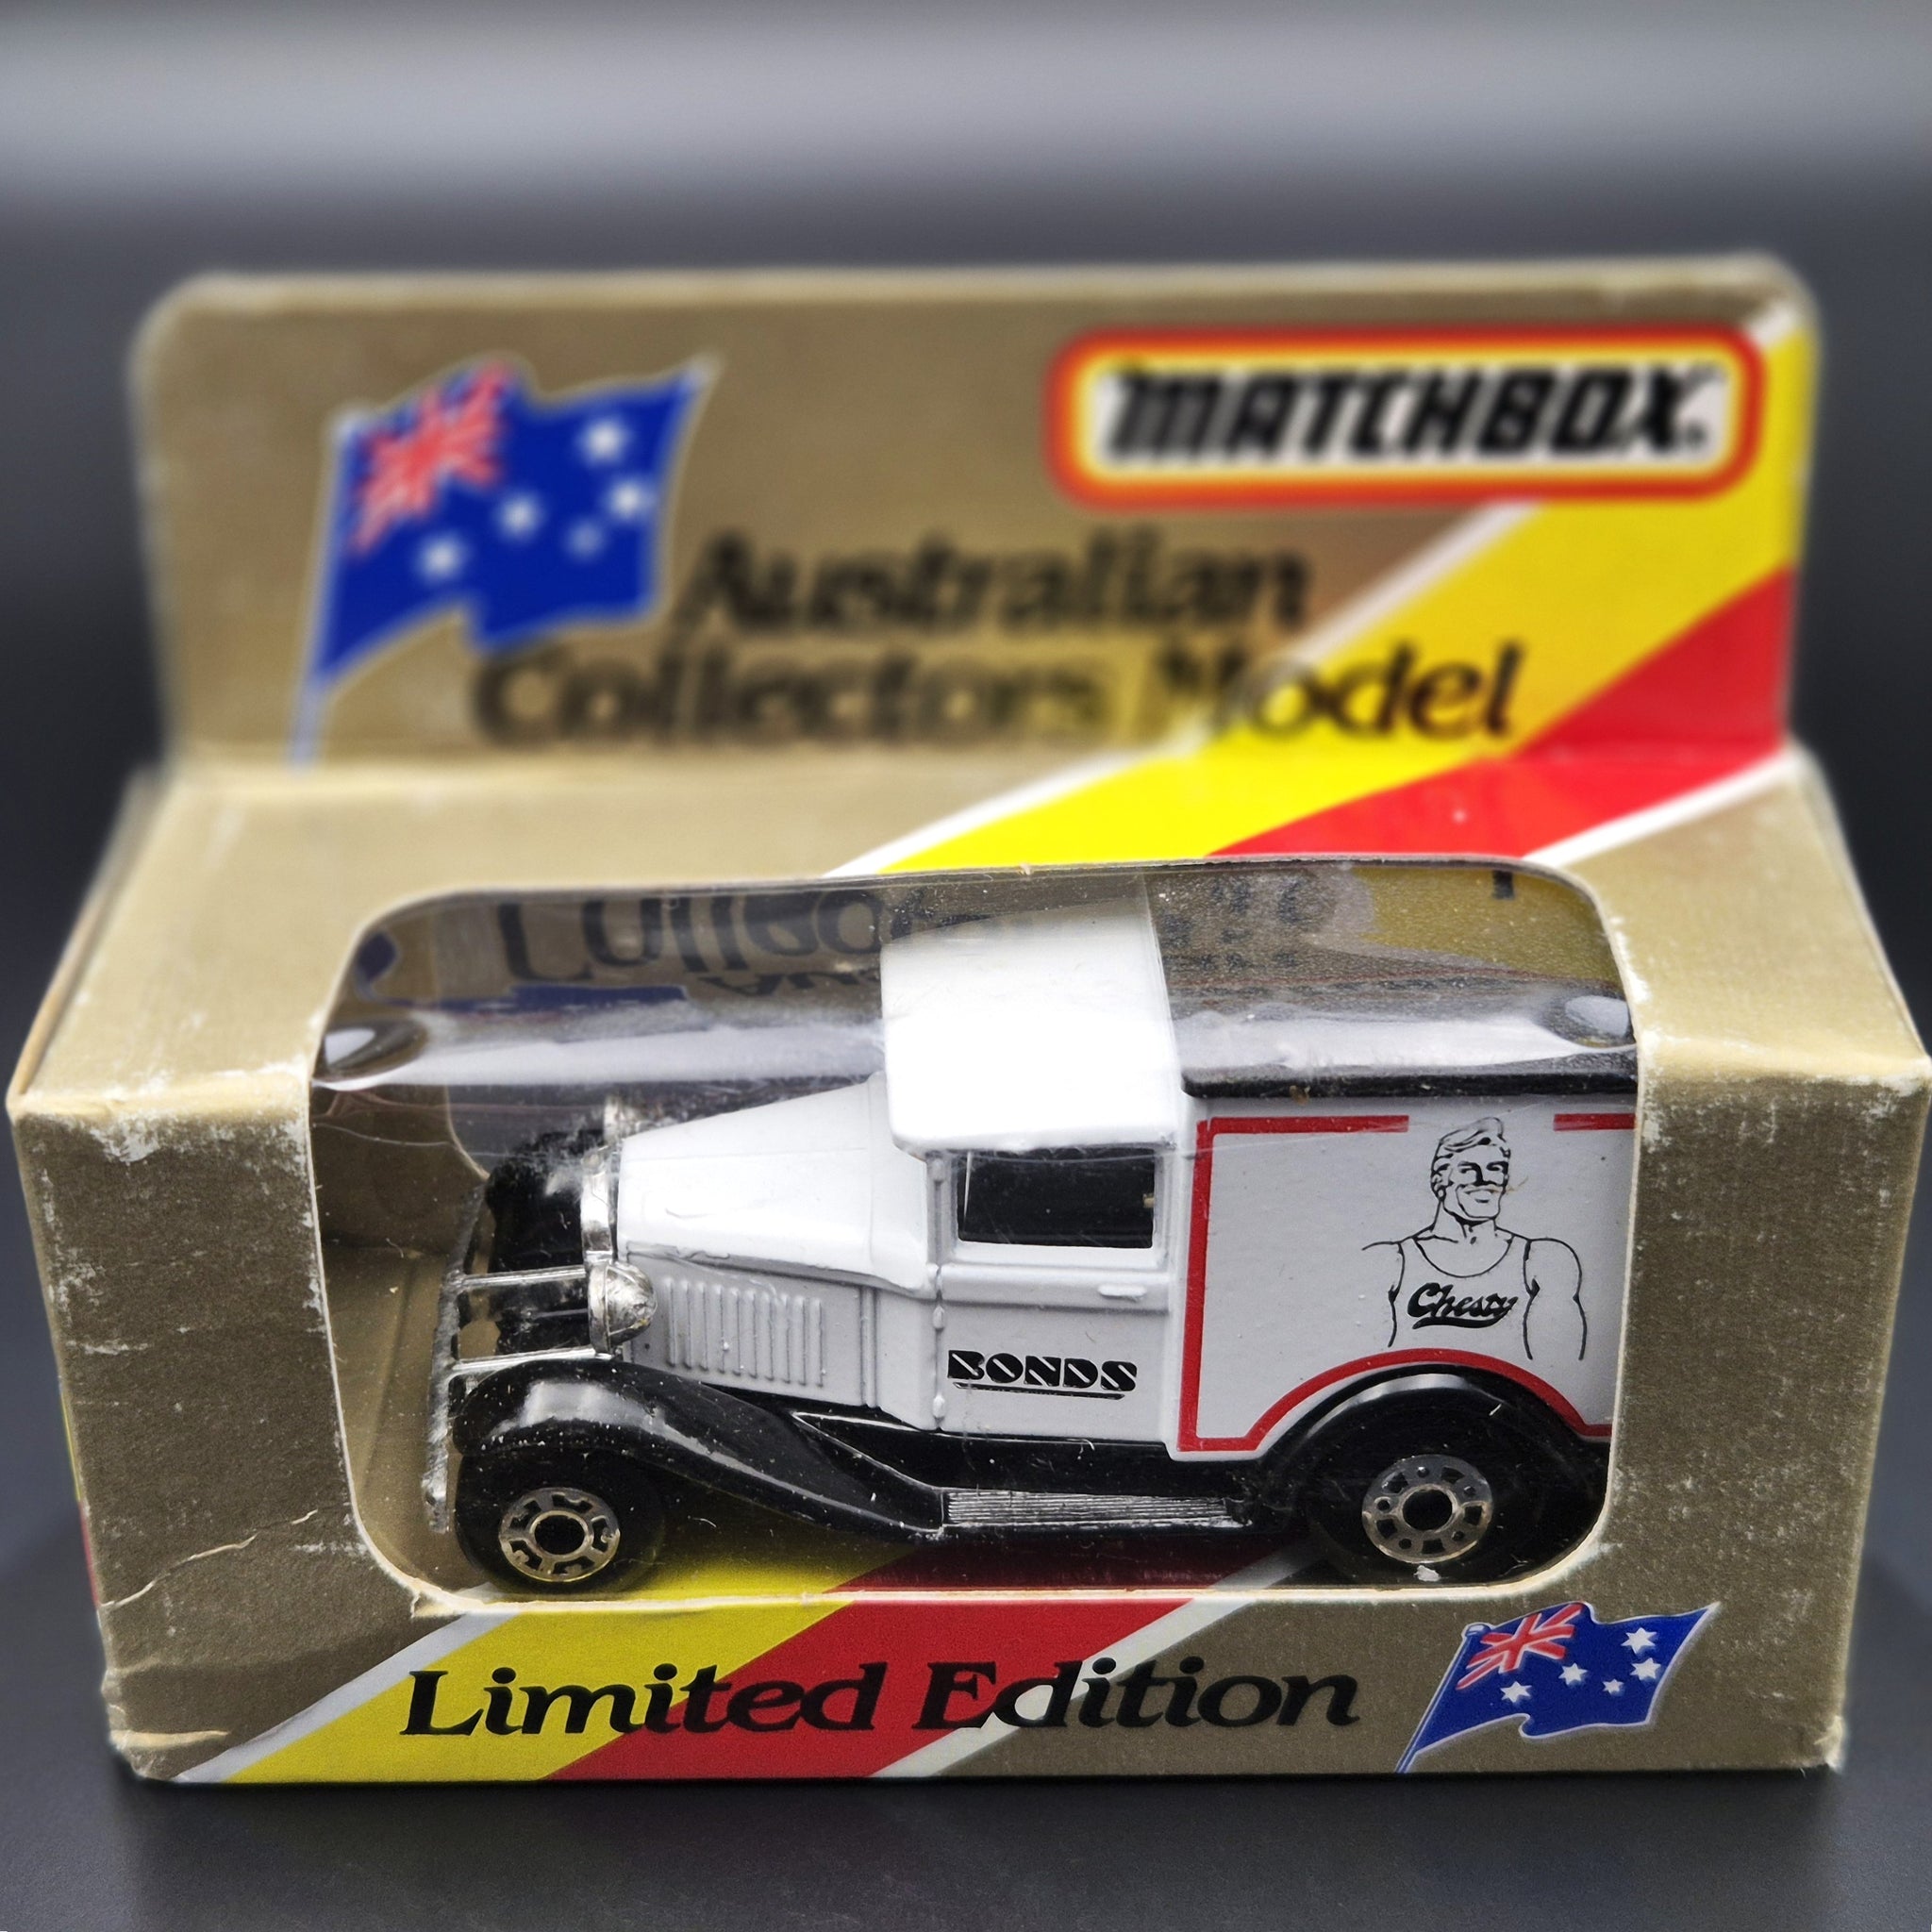 MATCHBOX
Australian
Collectors Model
Chesty
BONDS
Limited Edition